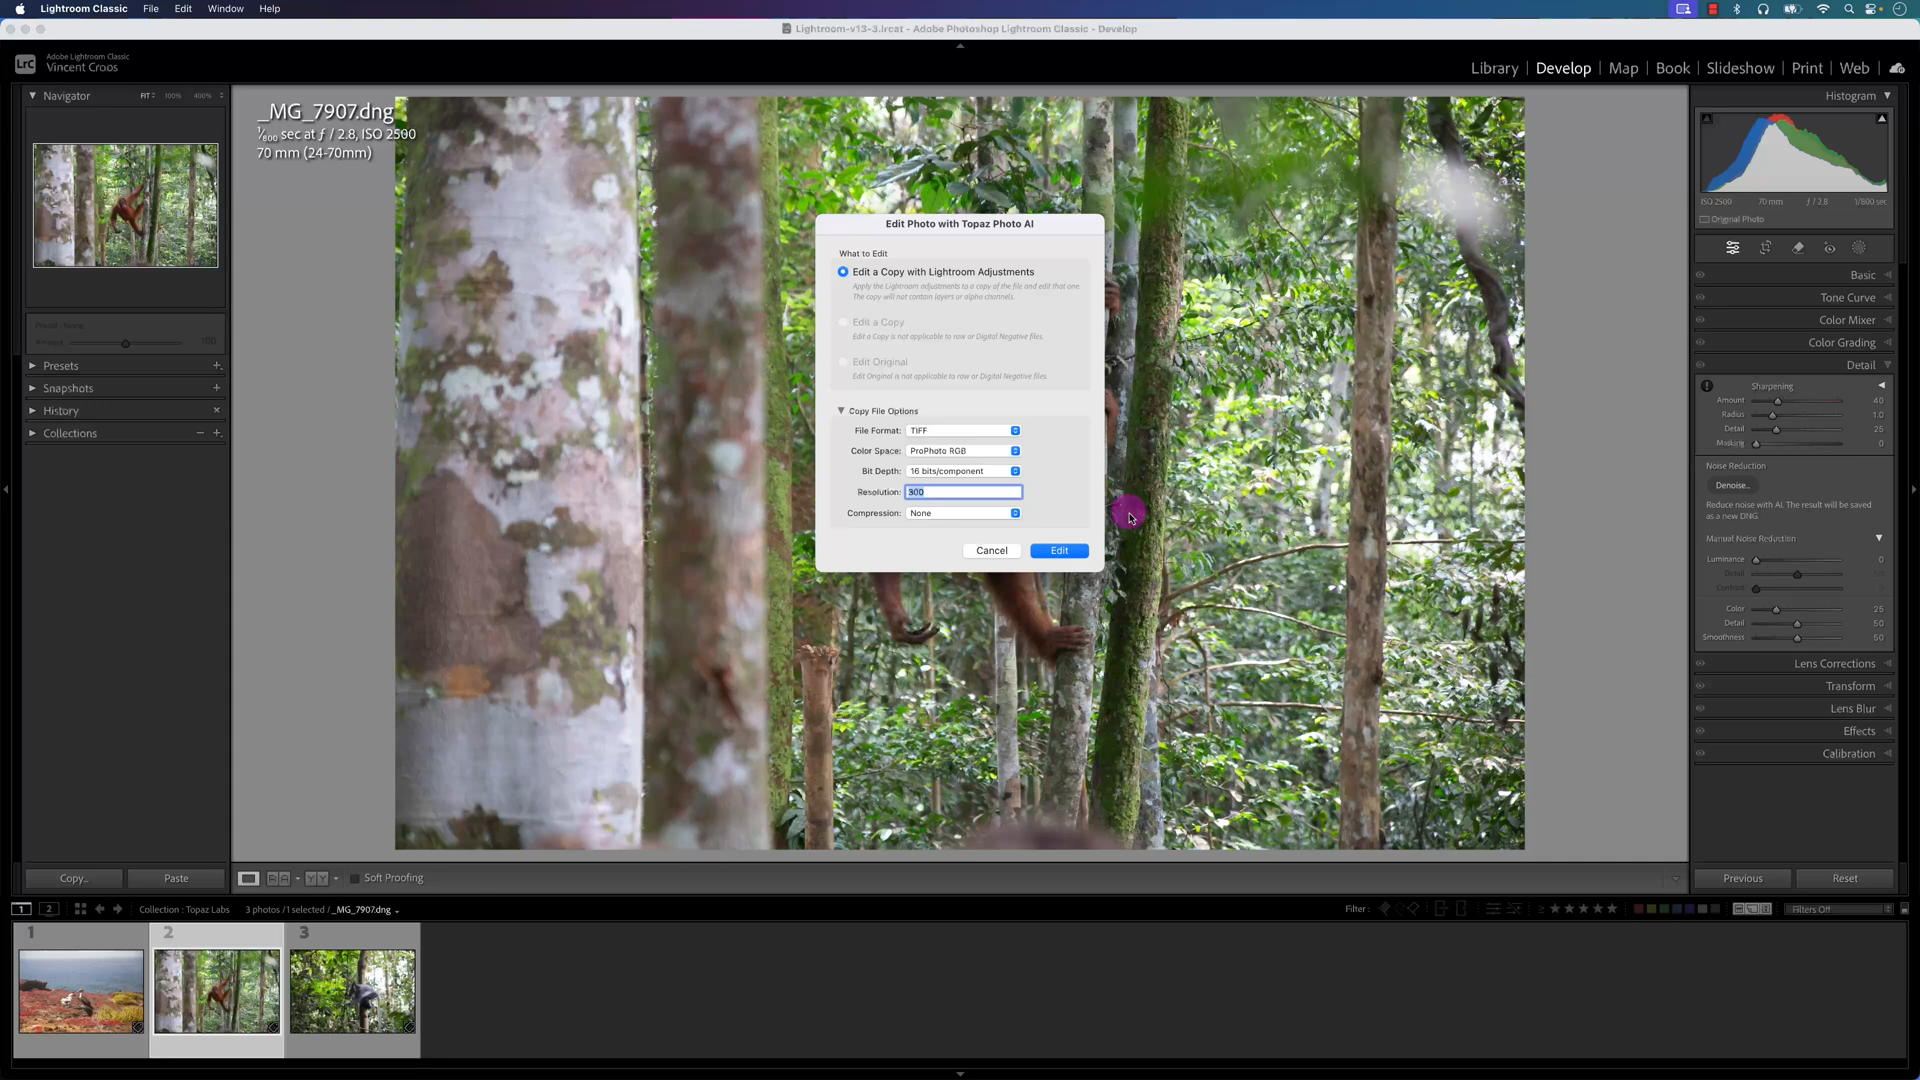 Lightroom Classic File Edit Window Help
Lightroom-v13-3.lrcat - Adobe Photoshop Lightroom Classic - Develop
LrC Adobe Lightroom Classic
Vincent Croos
Library | Develop | Map | Book | Slideshow | Print | Web
Navigator FIT 100% 400%
Histogram
_MG_7907.dng
1/800 sec at ƒ / 2.8, ISO 2500
70 mm (24-70mm)
ISO 2500 70 mm ƒ / 2.8 1/800 sec
Original Photo
Edit Photo with Topaz Photo AI
What to Edit
Edit a Copy with Lightroom Adjustments
Apply the Lightroom adjustments to a copy of the file and edit that one.
The copy will not contain layers or alpha channels.
Edit a Copy
Edit a Copy is not applicable to raw or Digital Negative files.
Edit Original
Edit Original is not applicable to raw or Digital Negative files.
Copy File Options
File Format: TIFF
Color Space: ProPhoto RGB
Bit Depth: 16 bits/component
Resolution: 300
Compression: None
Cancel Edit
Preset : None
Amount 100
Presets
Snapshots
History
Collections
Basic
Tone Curve
Color Mixer
Color Grading
Detail
Sharpening
Amount 40
Radius 1.0
Detail 25
Masking 0
Noise Reduction
Denoise...
Reduce noise with AI. The result will be saved
as a new DNG.
Manual Noise Reduction
Luminance 0
Detail
Contrast
Color 25
Detail 50
Smoothness 50
Lens Corrections
Transform
Lens Blur
Effects
Calibration
Copy... Paste
R A Y Y Soft Proofing
Previous Reset
1 2 Collection : Topaz Labs 3 photos / 1 selected / _MG_7907.dng
Filter: Filters Off
1 2 3